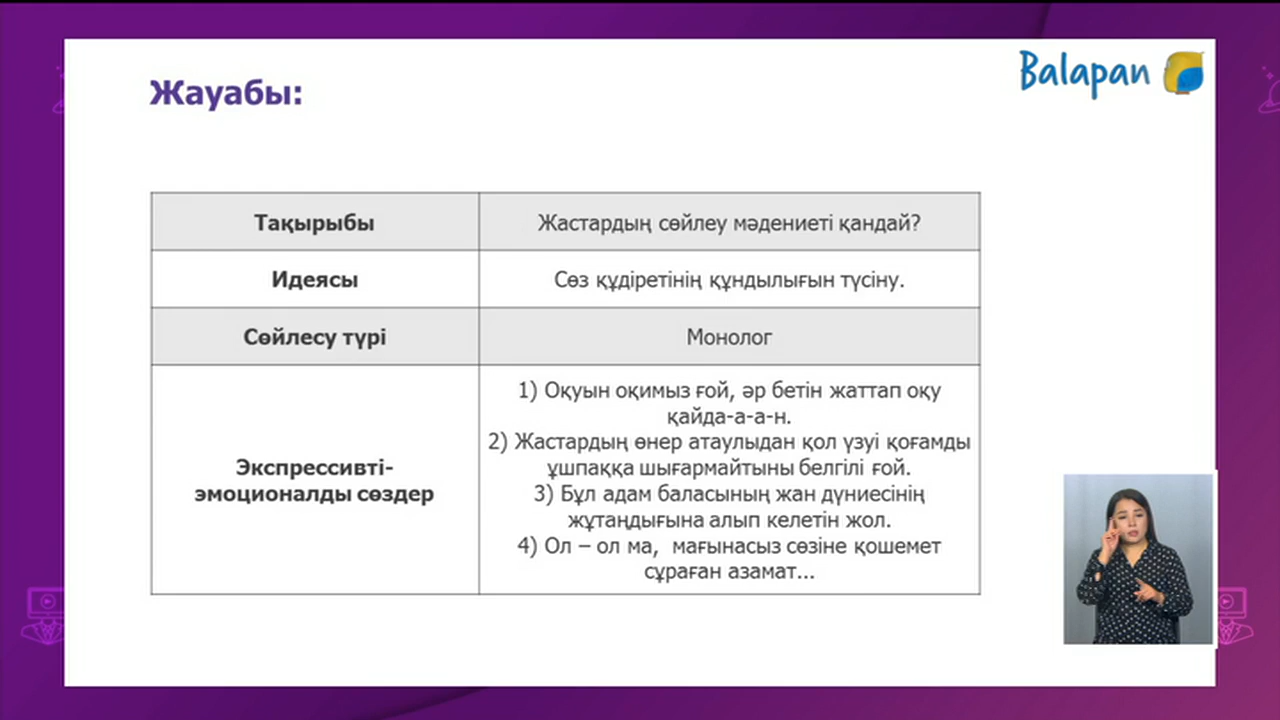 Balapan
Жауабы:
Тақырыбы
Жастардың сөйлеу мәдениеті қандай?
Идеясы
Сөз құдіретінің құндылығын түсіну.
Сөйлесу түрі
Монолог
Экспрессивті-
эмоционалды сөздер
1) Оқуын оқимыз ғой, әр бетін жаттап оқу
қайда-а-а-н.
2) Жастардың өнер атаулыдан қол үзуі қоғамды
ұшпаққа шығармайтыны белгілі ғой.
3) Бұл адам баласының жан дүниесінің
жұтаңдығына алып келетін жол.
4) Ол – ол ма, мағынасыз сөзіне қошемет
сұраған азамат...